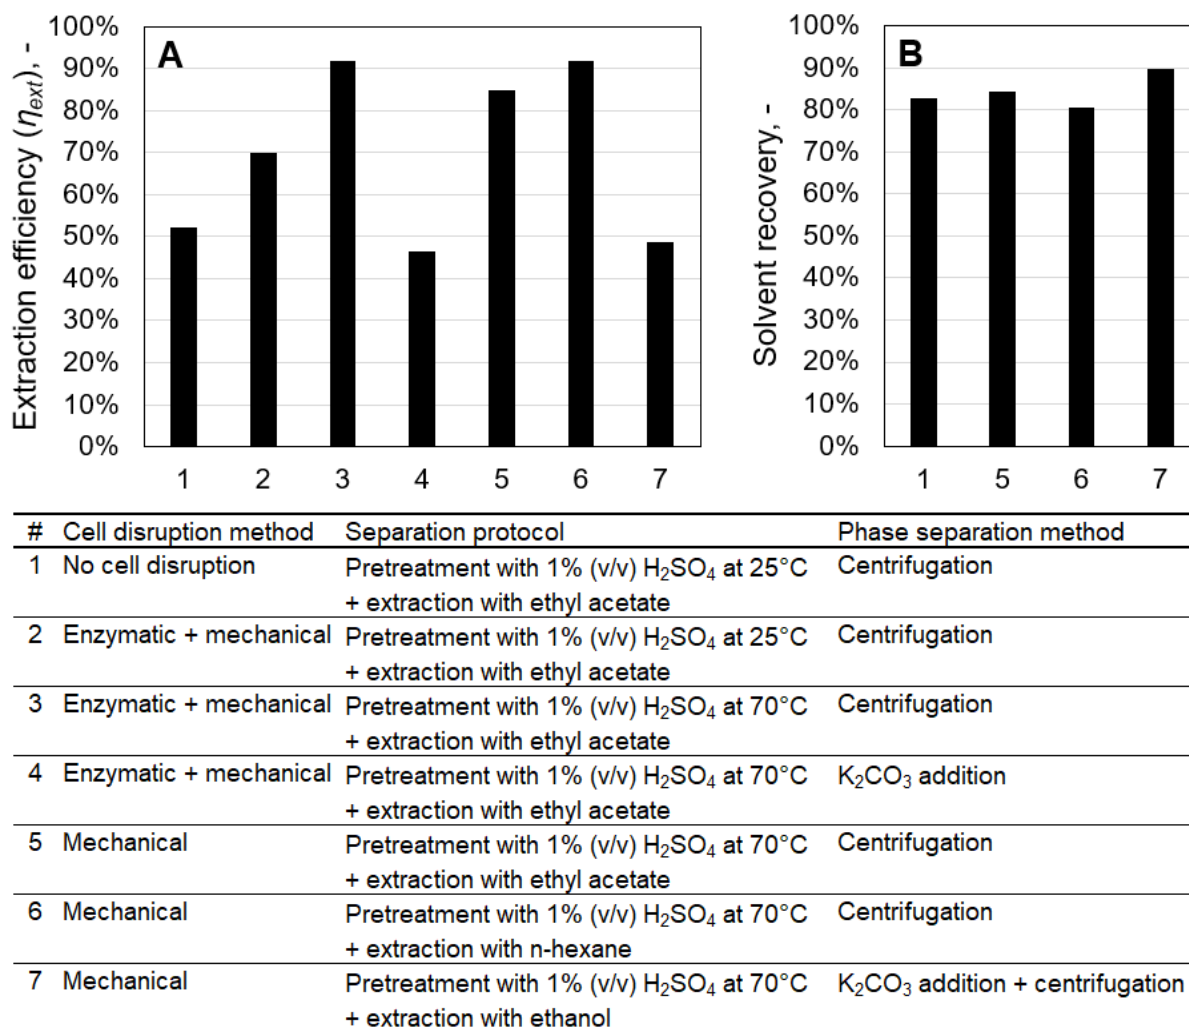 Extraction efficiency (η_ext), -
100%
90%
80%
70%
60%
50%
40%
30%
20%
10%
0%
A
1 2 3 4 5 6 7
Solvent recovery, -
100%
90%
80%
70%
60%
50%
40%
30%
20%
10%
0%
B
1 5 6 7
# Cell disruption method Separation protocol Phase separation method
1 No cell disruption Pretreatment with 1% (v/v) H₂SO₄ at 25°C Centrifugation
+ extraction with ethyl acetate
2 Enzymatic + mechanical Pretreatment with 1% (v/v) H₂SO₄ at 25°C Centrifugation
+ extraction with ethyl acetate
3 Enzymatic + mechanical Pretreatment with 1% (v/v) H₂SO₄ at 70°C Centrifugation
+ extraction with ethyl acetate
4 Enzymatic + mechanical Pretreatment with 1% (v/v) H₂SO₄ at 70°C K₂CO₃ addition
+ extraction with ethyl acetate
5 Mechanical Pretreatment with 1% (v/v) H₂SO₄ at 70°C Centrifugation
+ extraction with ethyl acetate
6 Mechanical Pretreatment with 1% (v/v) H₂SO₄ at 70°C Centrifugation
+ extraction with n-hexane
7 Mechanical Pretreatment with 1% (v/v) H₂SO₄ at 70°C K₂CO₃ addition + centrifugation
+ extraction with ethanol